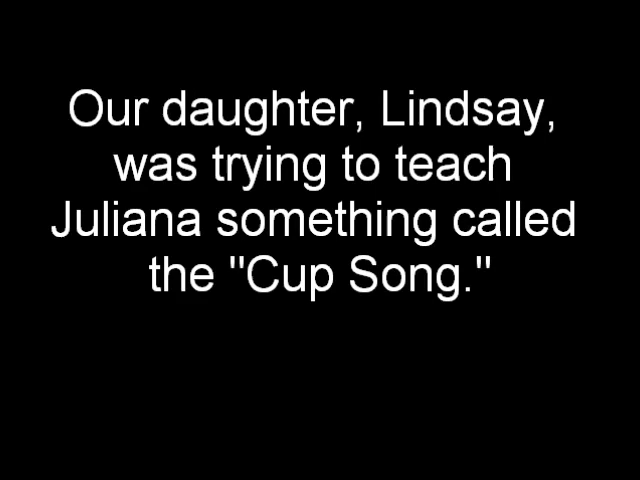 Our daughter, Lindsay,
was trying to teach
Juliana something called
the "Cup Song."